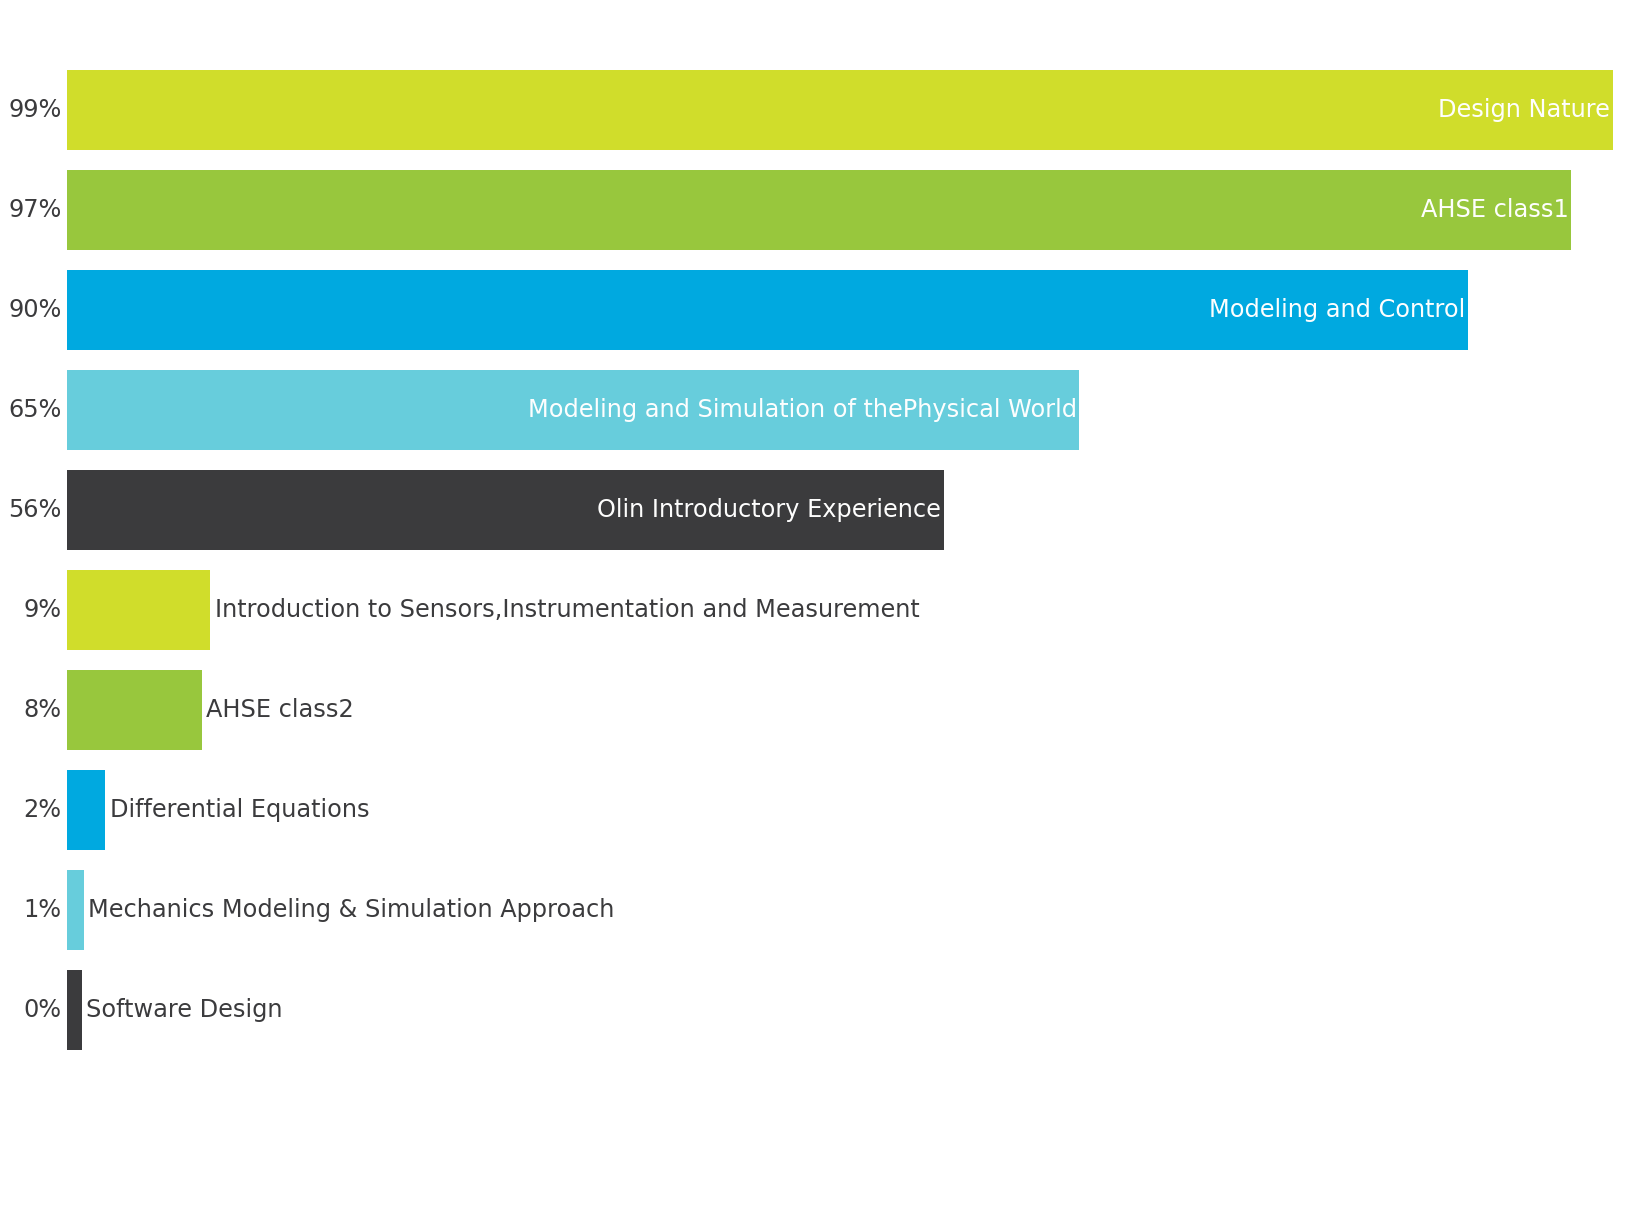 99% Design Nature
97% AHSE class1
90% Modeling and Control
65% Modeling and Simulation of thePhysical World
56% Olin Introductory Experience
9% Introduction to Sensors,Instrumentation and Measurement
8% AHSE class2
2% Differential Equations
1% Mechanics Modeling & Simulation Approach
0% Software Design